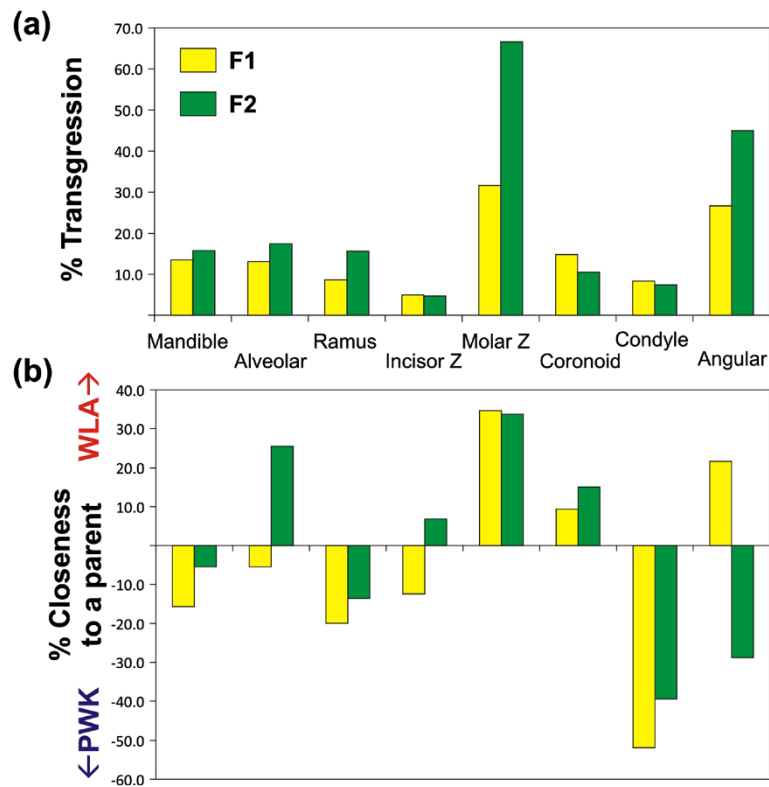 (a)
% Transgression
70.0
60.0
50.0
40.0
30.0
20.0
10.0
F1
F2
Mandible
Alveolar
Ramus
Incisor Z
Molar Z
Coronoid
Condyle
Angular
(b)
% Closeness
to a parent
WLA→
←PWK
40.0
30.0
20.0
10.0
-10.0
-20.0
-30.0
-40.0
-50.0
-60.0